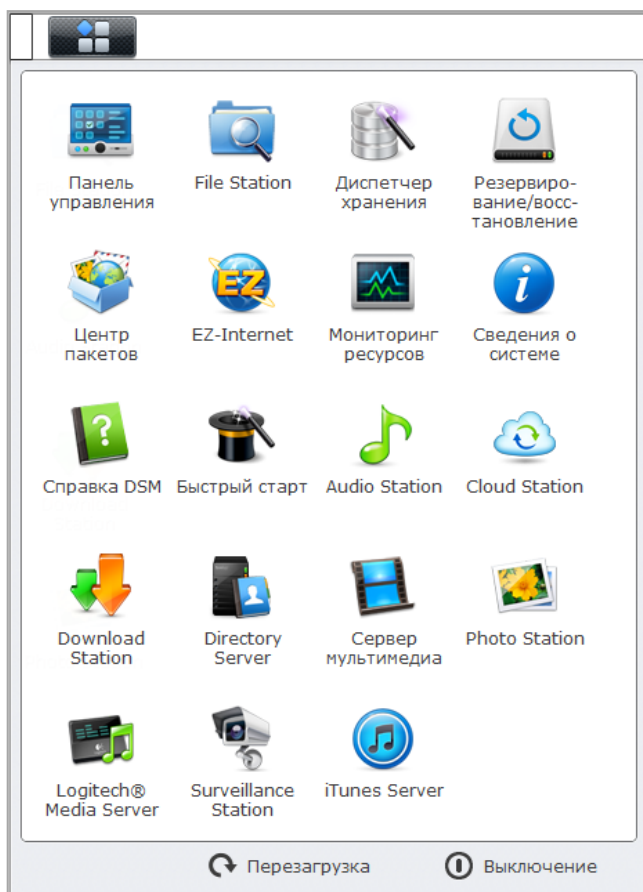 Панель
управления
File Station
Диспетчер
хранения
Резервиро-
вание/восс-
тановление
EZ
Центр
пакетов
EZ-Internet
Мониторинг
ресурсов
Сведения о
системе
Справка DSM
Быстрый старт
Audio Station
Cloud Station
Download
Station
Directory
Server
Сервер
мультимедиа
Photo Station
Logitech®
Media Server
Surveillance
Station
iTunes Server
Перезагрузка
Выключение